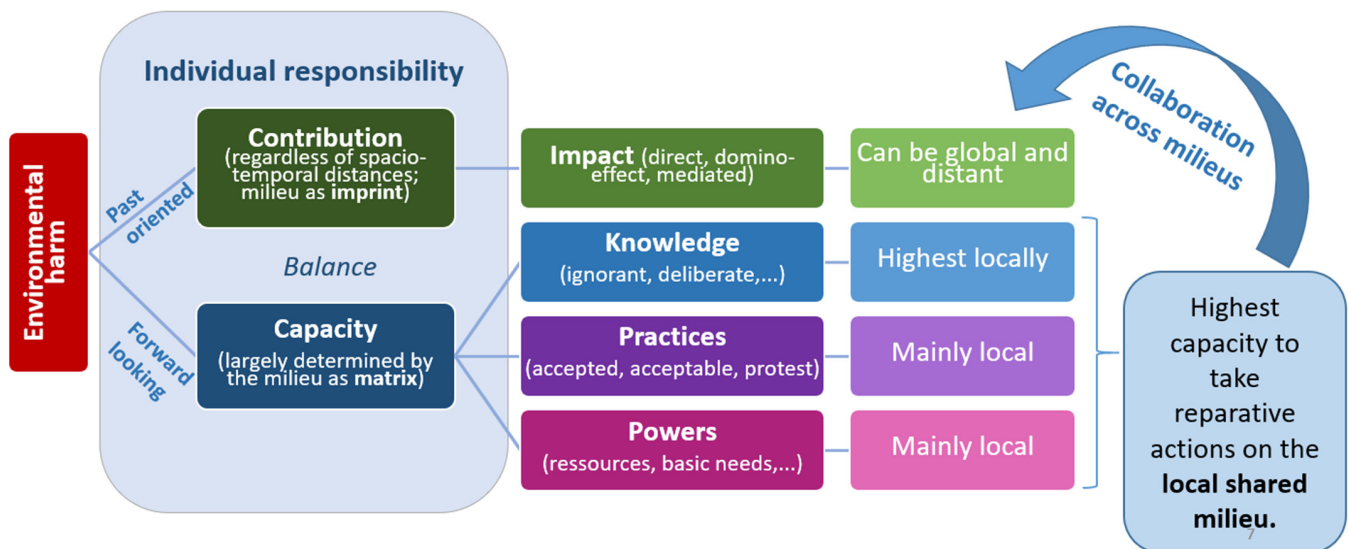 Environmental
harm
Past
oriented
Forward
looking
Individual responsibility
Contribution
(regardless of spacio-
temporal distances;
milieu as imprint)
Balance
Capacity
(largely determined by
the milieu as matrix)
Impact (direct, domino-
effect, mediated)
Can be global and
distant
Knowledge
(ignorant, deliberate,...)
Highest locally
Practices
(accepted, acceptable, protest)
Mainly local
Powers
(ressources, basic needs,...)
Mainly local
Collaboration
across milieus
Highest
capacity to
take
reparative
actions on the
local shared
milieu.
7